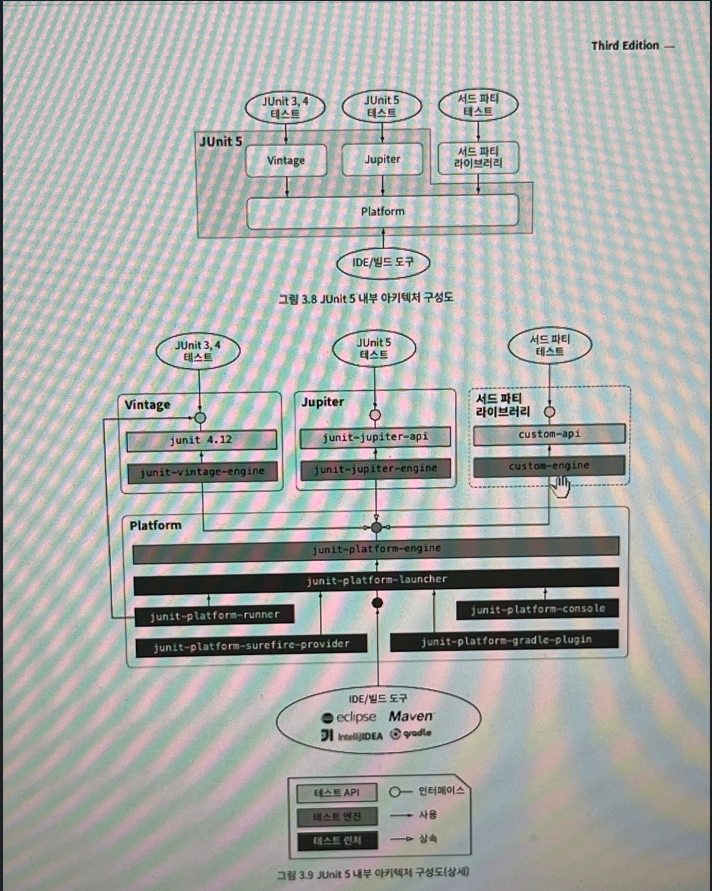 Third Edition
JUnit 3, 4
테스트
JUnit 5
테스트
서드 파티
테스트
JUnit 5
Vintage
Jupiter
서드 파티
라이브러리
Platform
IDE/빌드 도구
그림 3.8 JUnit 5 내부 아키텍처 구성도
JUnit 3, 4
테스트
JUnit 5
테스트
서드 파티
테스트
Vintage
Jupiter
서드 파티
라이브러리
junit 4.12
junit-jupiter-api
custom-api
junit-vintage-engine
junit-jupiter-engine
custom-engine
Platform
junit-platform-engine
junit-platform-launcher
junit-platform-runner
junit-platform-console
junit-platform-surefire-provider
junit-platform-gradle-plugin
IDE/빌드 도구
eclipse
Maven
IntelliJIDEA
gradle
테스트 API
인터페이스
테스트 엔진
사용
테스트 런처
상속
그림 3.9 JUnit 5 내부 아키텍처 구성도(상세)